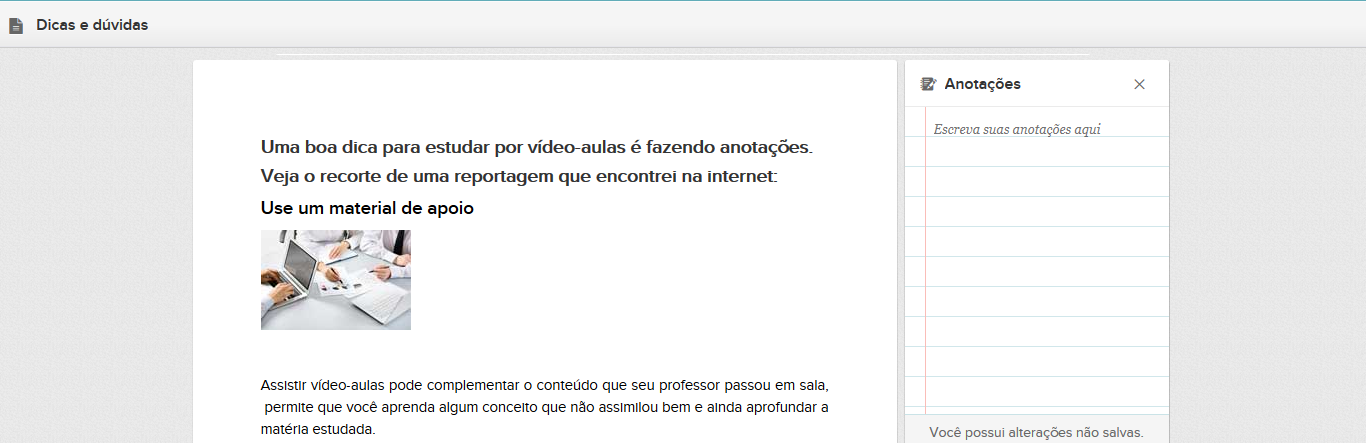 Dicas e dúvidas
Uma boa dica para estudar por vídeo-aulas é fazendo anotações.
Veja o recorte de uma reportagem que encontrei na internet:
Use um material de apoio
Assistir vídeo-aulas pode complementar o conteúdo que seu professor passou em sala,
permite que você aprenda algum conceito que não assimilou bem e ainda aprofundar a
matéria estudada.
Anotações
Escreva suas anotações aqui
Você possui alterações não salvas.